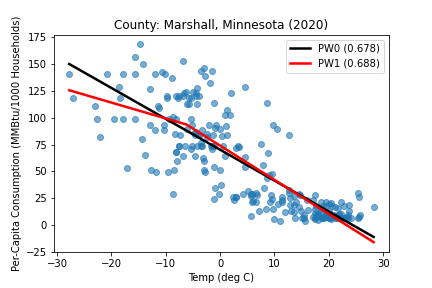 County: Marshall, Minnesota (2020)
PW0 (0.678)
PW1 (0.688)
Per-Capita Consumption (MMBtu/1000 Households)
175
150
125
100
75
50
25
0
−25
−30 −20 −10 0 10 20 30
Temp (deg C)